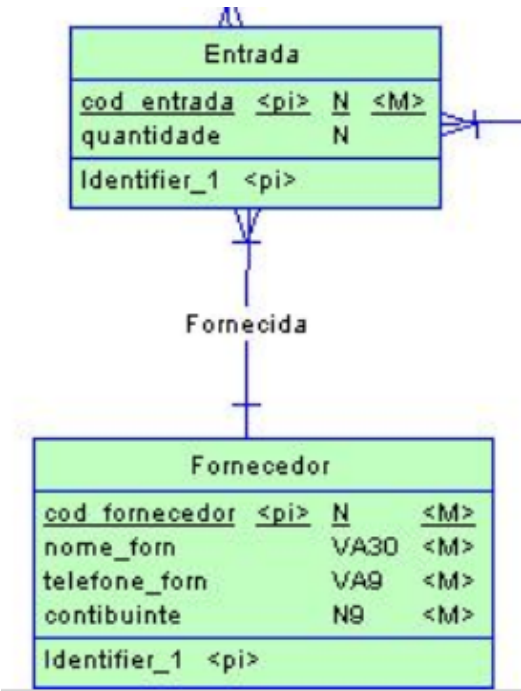 Entrada
cod_entrada <pi> N <M>
quantidade N
Identifier_1 <pi>
Fornecida
Fornecedor
cod_fornecedor <pi> N <M>
nome_forn VA30 <M>
telefone_forn VA9 <M>
contibuinte N9 <M>
Identifier_1 <pi>